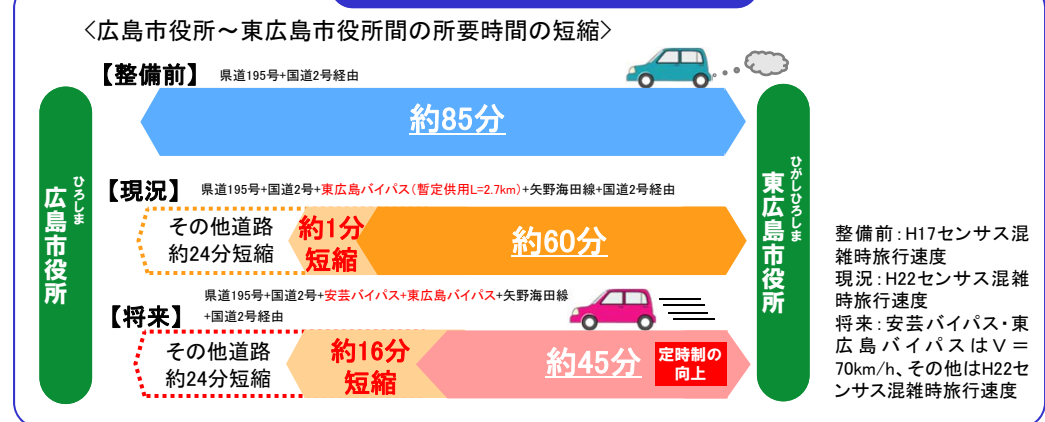 <広島市役所～東広島市役所間の所要時間の短縮>
【整備前】 県道195号+国道2号経由
約85分
ひろしま
広島市役所
ひがしひろしま
東広島市役所
【現況】 県道195号+国道2号+東広島バイパス(暫定供用L=2.7km)+矢野海田線+国道2号経由
その他道路
約24分短縮
約1分
短縮
約60分
【将来】 県道195号+国道2号+安芸バイパス+東広島バイパス+矢野海田線
+国道2号経由
その他道路
約24分短縮
約16分
短縮
約45分
定時制の
向上
整備前:H17センサス混
雑時旅行速度
現況:H22センサス混雑
時旅行速度
将来:安芸バイパス・東
広島バイパスはV=
70km/h、その他はH22セ
ンサス混雑時旅行速度